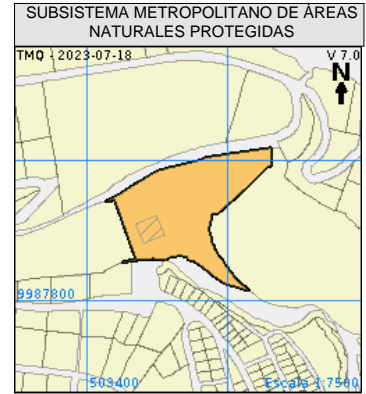 SUBSISTEMA METROPOLITANO DE ÁREAS
NATURALES PROTEGIDAS
TMQ - 2023-07-18
V 7.0
N
9987800
503400
Escala 1:7500